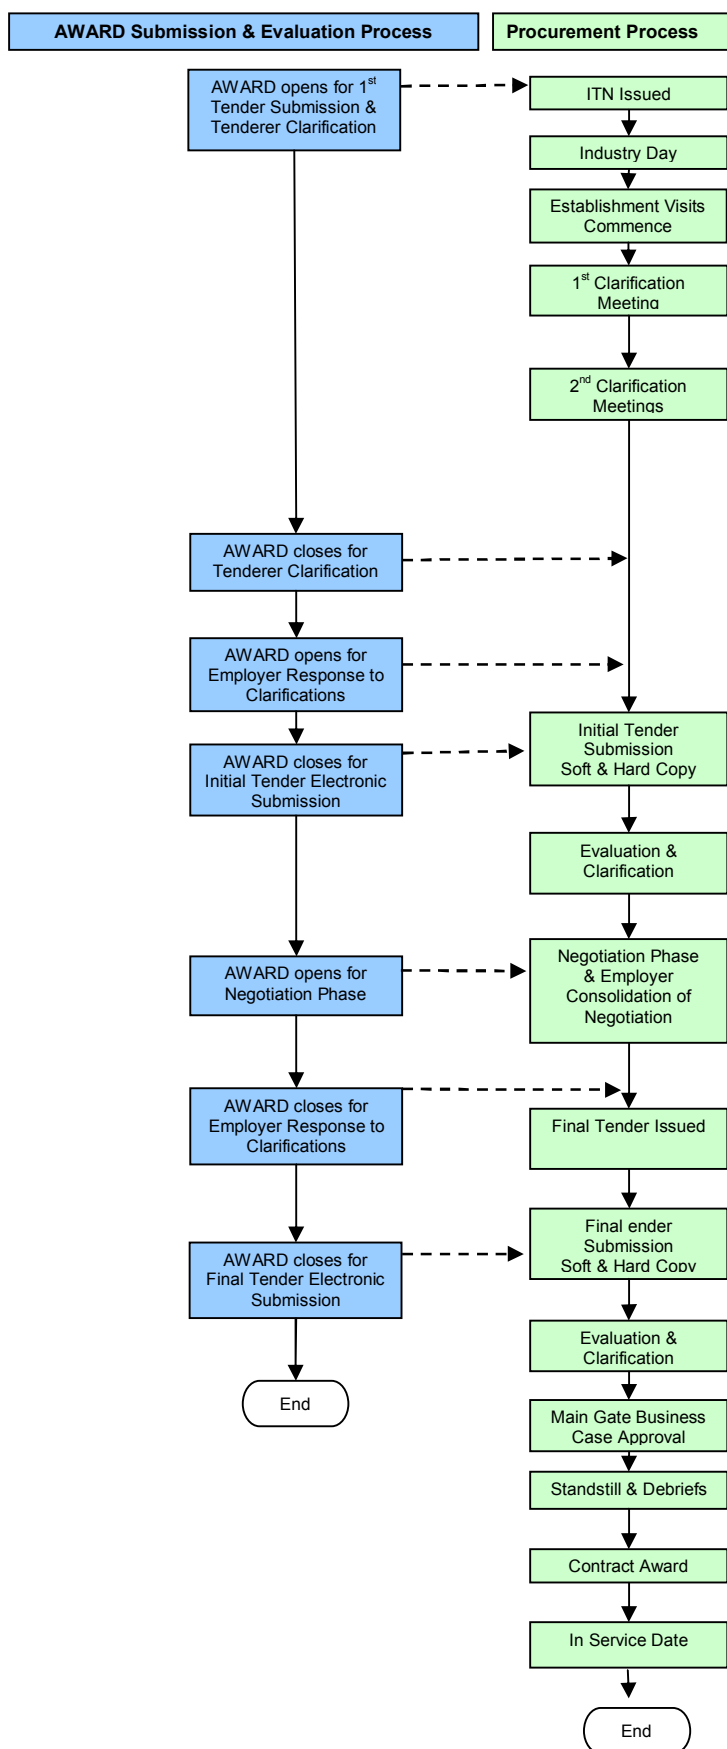 AWARD Submission & Evaluation Process
Procurement Process
AWARD opens for 1st
Tender Submission &
Tenderer Clarification
ITN Issued
Industry Day
Establishment Visits
Commence
1st Clarification
Meeting
2nd Clarification
Meetings
AWARD closes for
Tenderer Clarification
AWARD opens for
Employer Response to
Clarifications
AWARD closes for
Initial Tender Electronic
Submission
Initial Tender
Submission
Soft & Hard Copy
Evaluation &
Clarification
AWARD opens for
Negotiation Phase
Negotiation Phase
& Employer
Consolidation of
Negotiation
AWARD closes for
Employer Response to
Clarifications
Final Tender Issued
AWARD closes for
Final Tender Electronic
Submission
Final ender
Submission
Soft & Hard Copy
Evaluation &
Clarification
End
Main Gate Business
Case Approval
Standstill & Debriefs
Contract Award
In Service Date
End